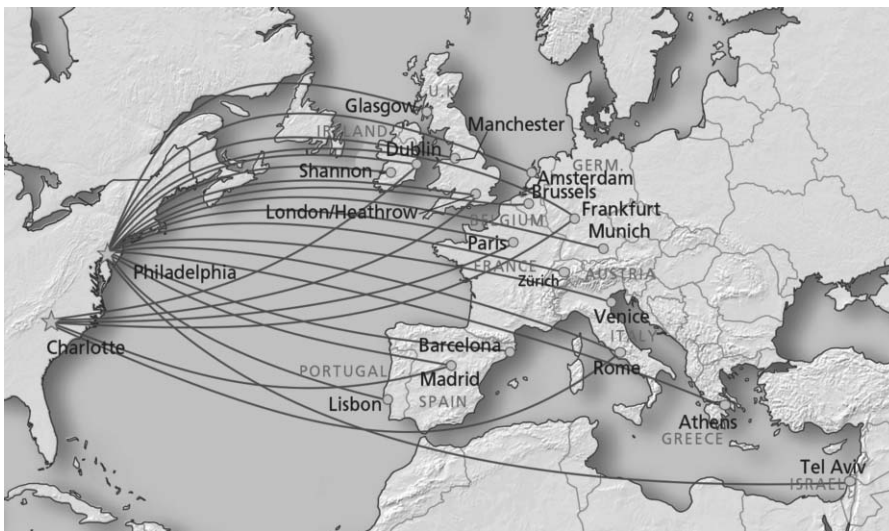 U.K
Glasgow
IRELAND
Manchester
Dublin
Shannon
GERM.
Amsterdam
Brussels
London/Heathrow
BELGIUM
Frankfurt
Munich
Paris
FRANCE
Zürich
AUSTRIA
Philadelphia
Venice
ITALY
Charlotte
Barcelona
Rome
PORTUGAL
Madrid
Lisbon
SPAIN
Athens
GREECE
Tel Aviv
ISRAEL